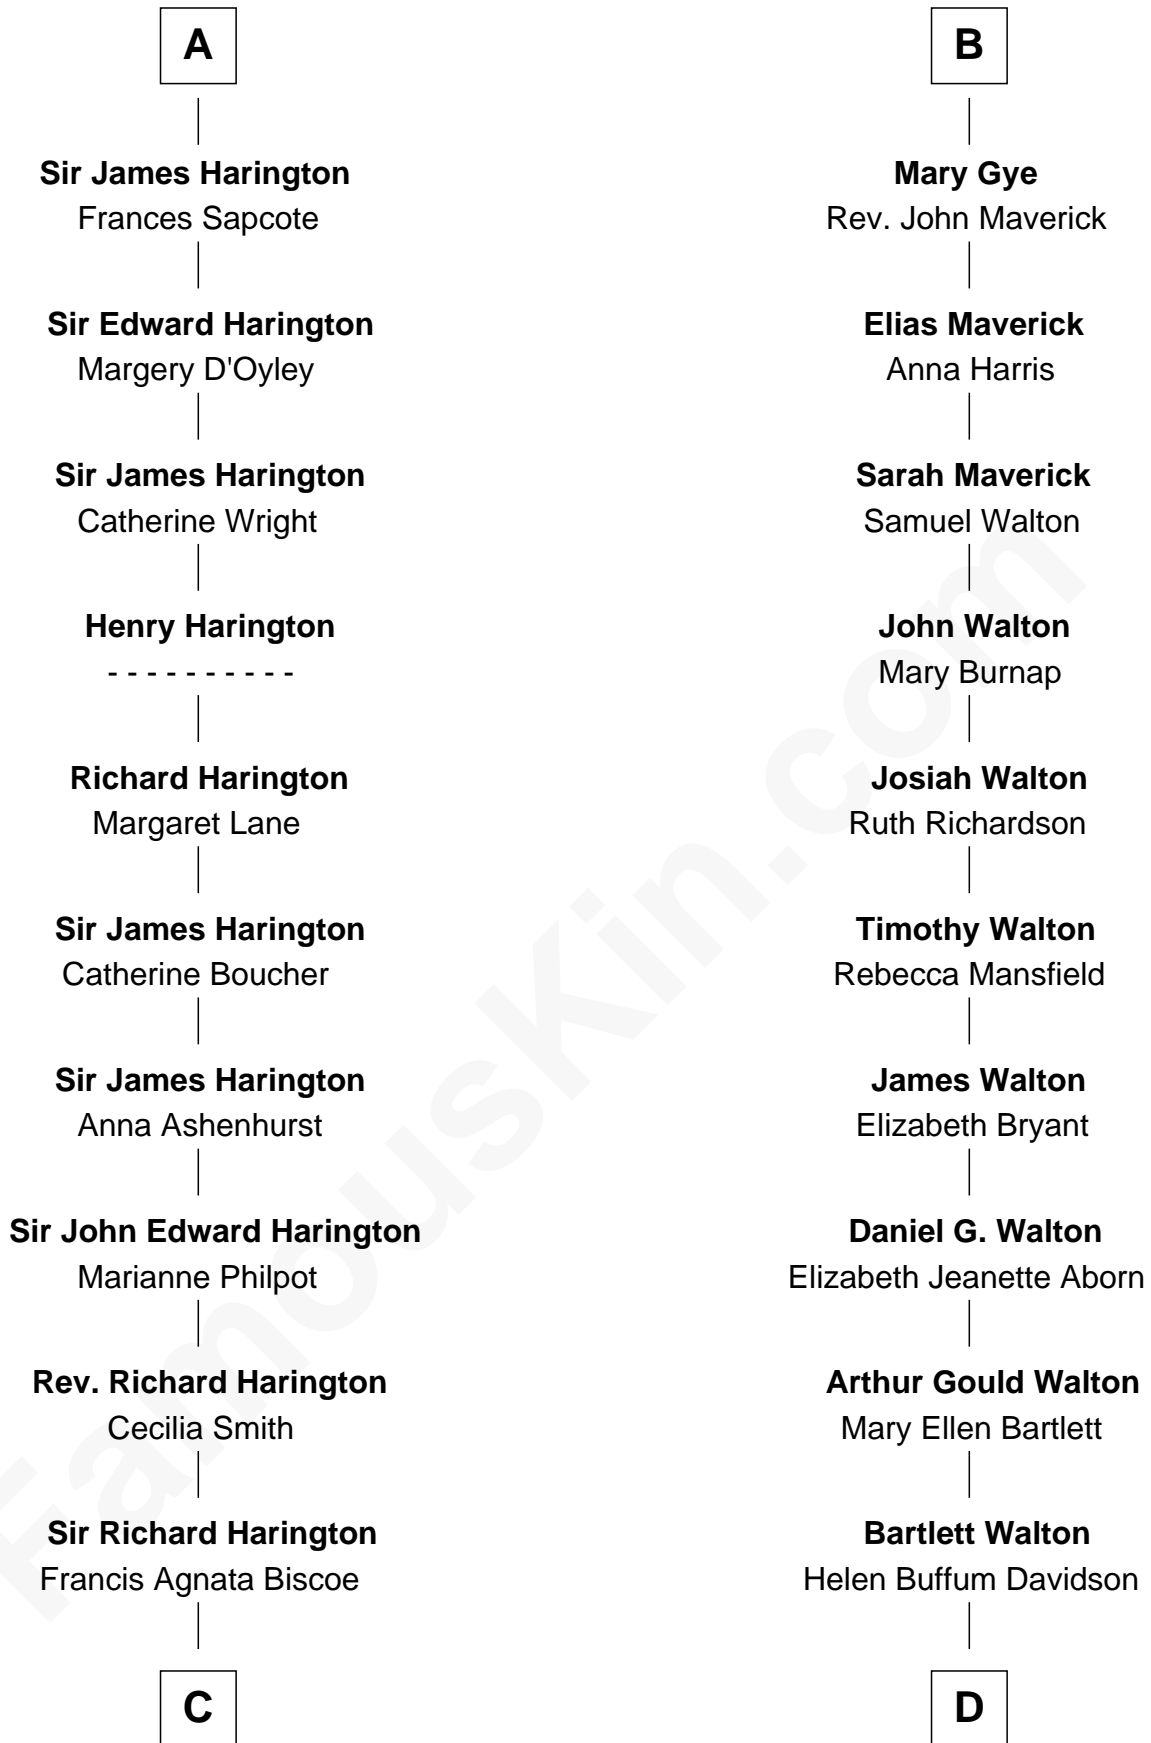 A
Sir James Harington
Frances Sapcote
Sir Edward Harington
Margery D'Oyley
Sir James Harington
Catherine Wright
Henry Harington
- - - - - - - - - -
Richard Harington
Margaret Lane
Sir James Harington
Catherine Boucher
Sir James Harington
Anna Ashenhurst
Sir John Edward Harington
Marianne Philpot
Rev. Richard Harington
Cecilia Smith
Sir Richard Harington
Francis Agnata Biscoe
C
B
Mary Gye
Rev. John Maverick
Elias Maverick
Anna Harris
Sarah Maverick
Samuel Walton
John Walton
Mary Burnap
Josiah Walton
Ruth Richardson
Timothy Walton
Rebecca Mansfield
James Walton
Elizabeth Bryant
Daniel G. Walton
Elizabeth Jeanette Aborn
Arthur Gould Walton
Mary Ellen Bartlett
Bartlett Walton
Helen Buffum Davidson
D
FamousKin.com